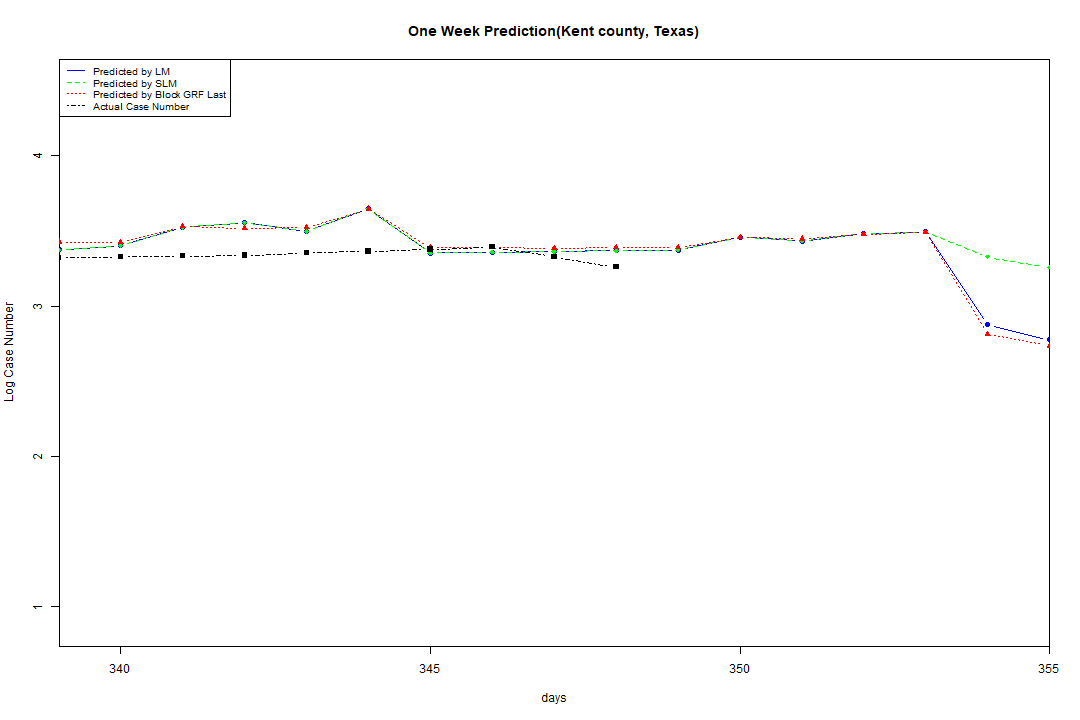 One Week Prediction(Kent county, Texas)
Predicted by LM
Predicted by SLM
Predicted by Block GRF Last
Actual Case Number
4
3
2
1
Log Case Number
340 345 350 355
days